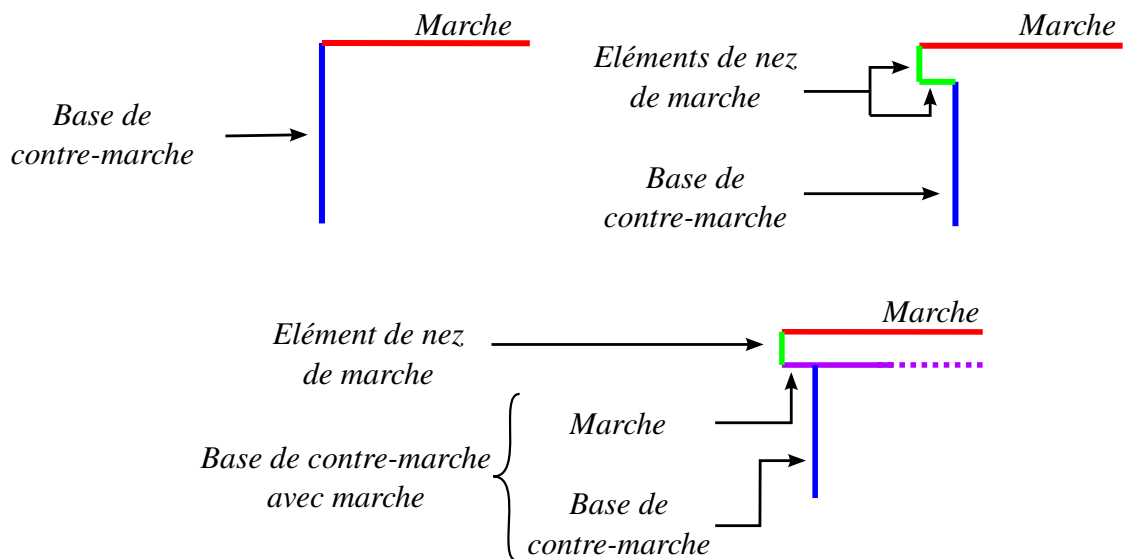 Marche
Base de
contre-marche
Marche
Eléments de nez
de marche
Base de
contre-marche
Marche
Elément de nez
de marche
Base de contre-marche
avec marche
Marche
Base de
contre-marche